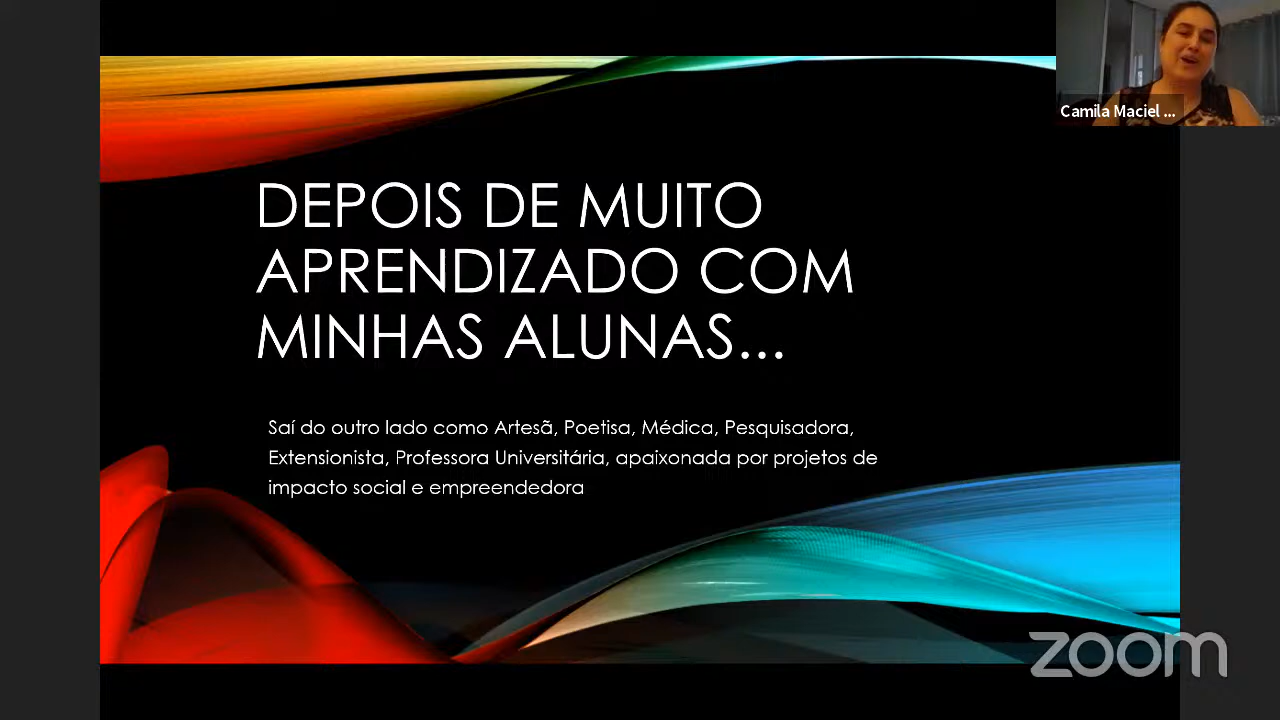 Camila Maciel ...
DEPOIS DE MUITO
APRENDIZADO COM
MINHAS ALUNAS...
Saí do outro lado como Artesã, Poetisa, Médica, Pesquisadora,
Extensionista, Professora Universitária, apaixonada por projetos de
impacto social e empreendedora
zoom